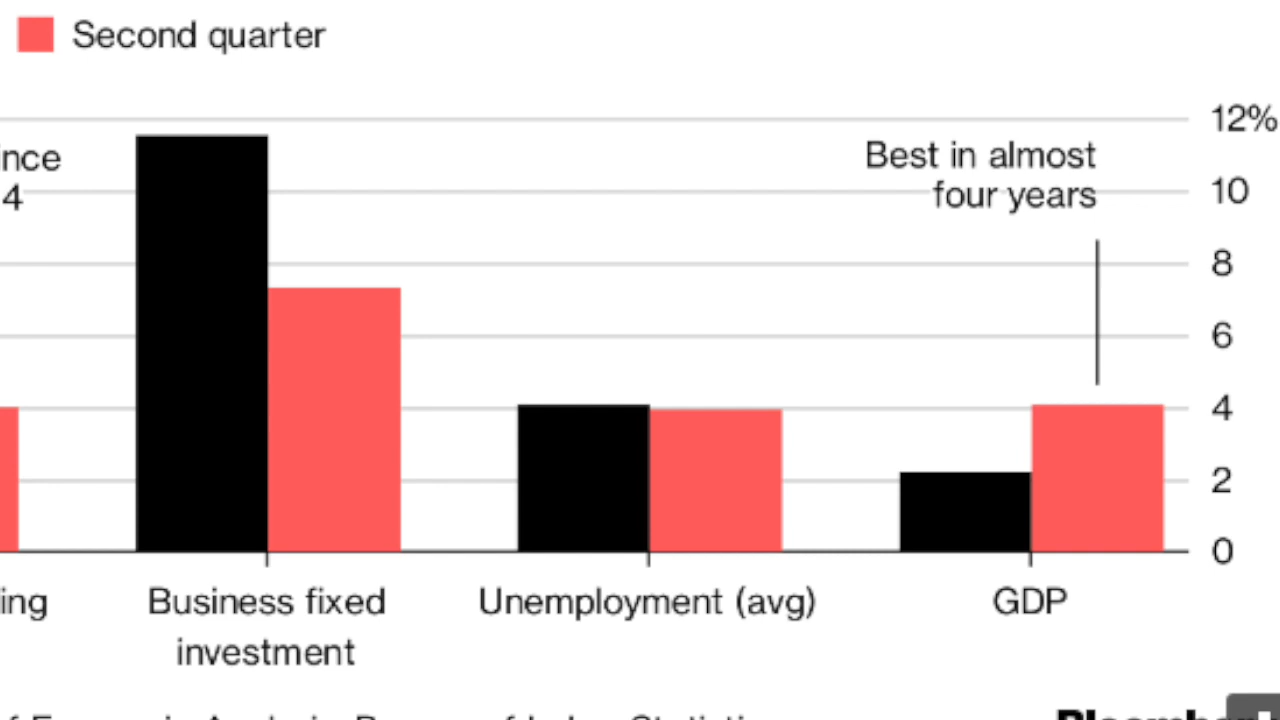 Second quarter
12%
ince
4
Best in almost
four years
10
8
6
4
2
0
ing
Business fixed
investment
Unemployment (avg)
GDP